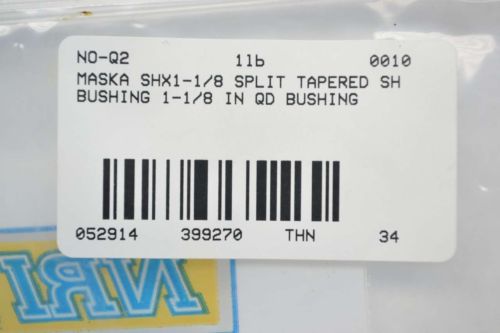 NO-Q2 1lb 0010
MASKA SHX1-1/8 SPLIT TAPERED SH
BUSHING 1-1/8 IN QD BUSHING
052914 399270 THN 34
NRI